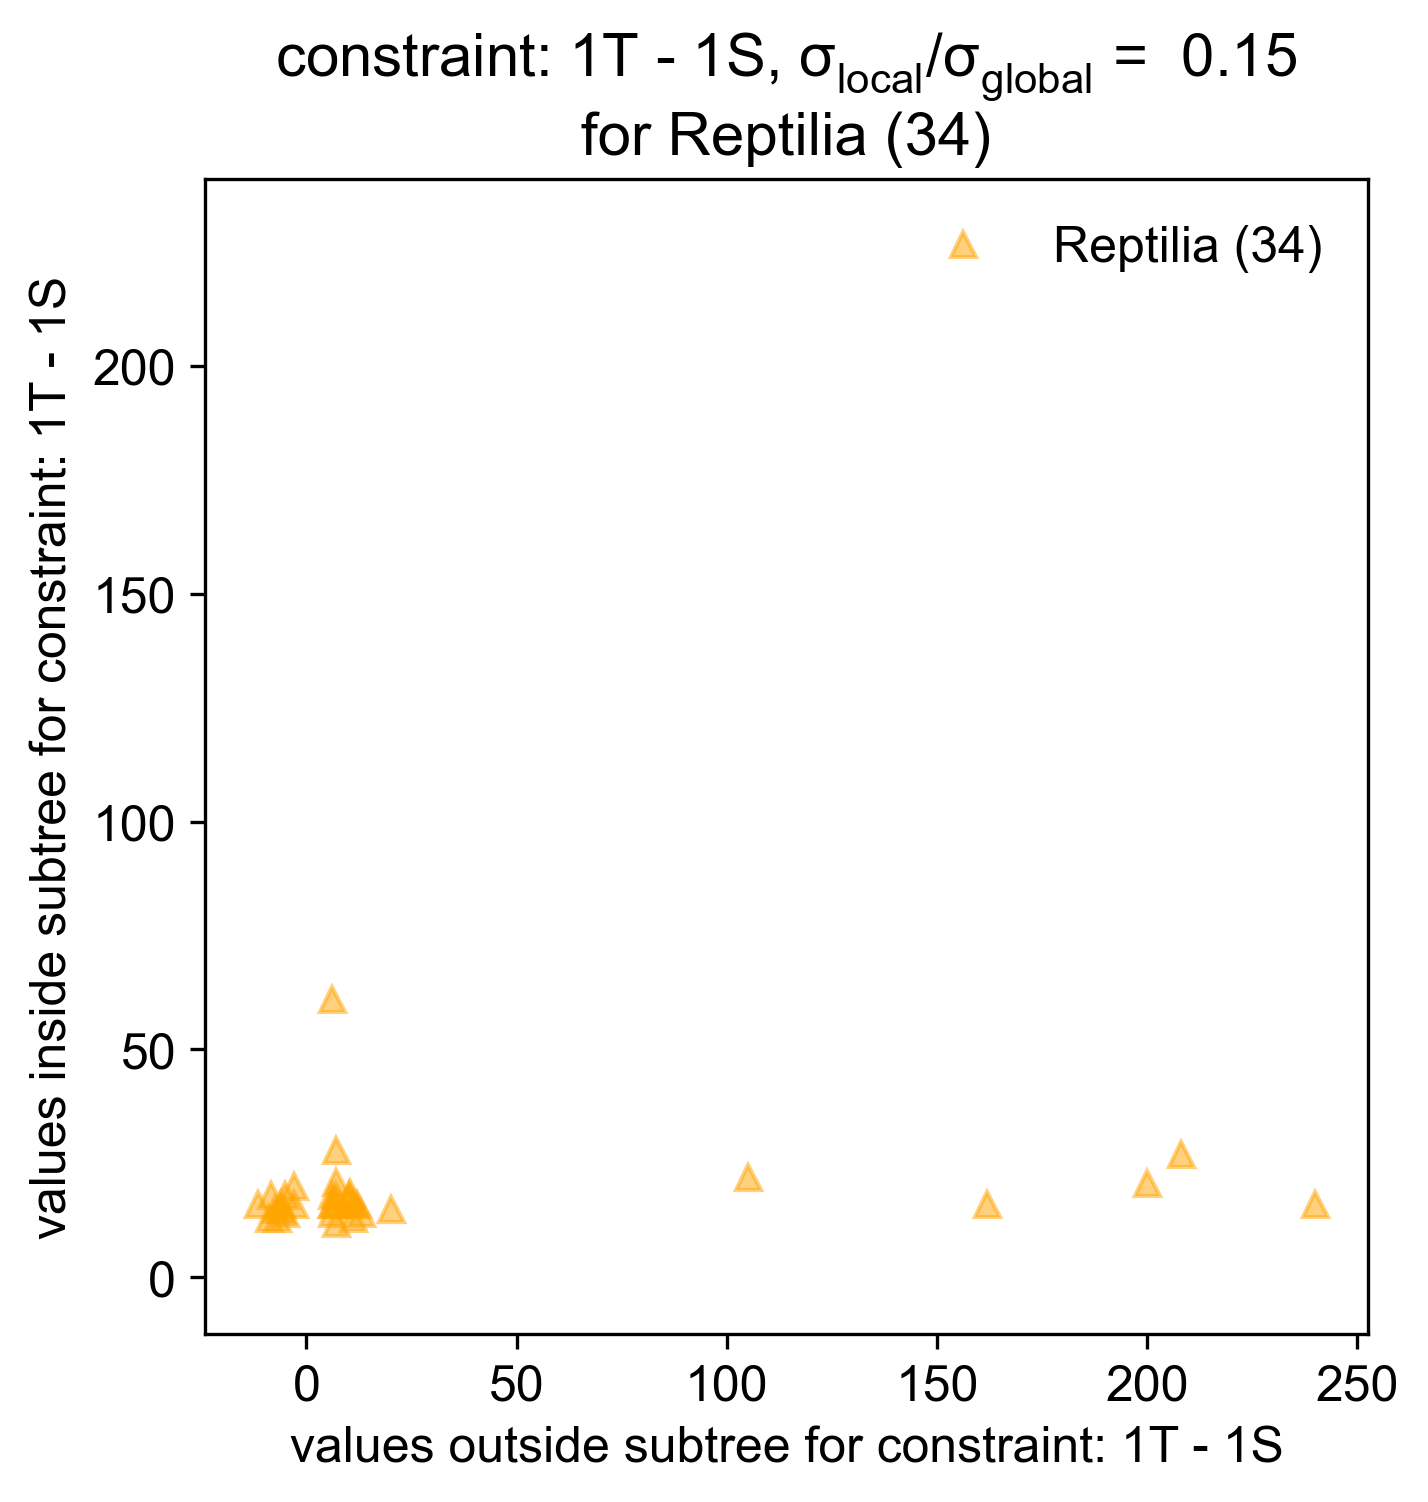 constraint: 1T - 1S, σlocal/σglobal = 0.15
for Reptilia (34)
Reptilia (34)
values inside subtree for constraint: 1T - 1S
200
150
100
50
0
0 50 100 150 200 250
values outside subtree for constraint: 1T - 1S